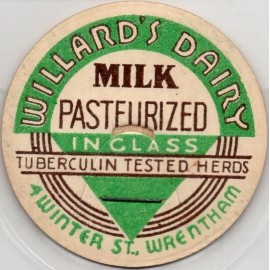 WILLARD'S DAIRY
MILK
PASTEURIZED
IN GLASS
TUBERCULIN TESTED HERDS
4 WINTER ST., WRENTHAM